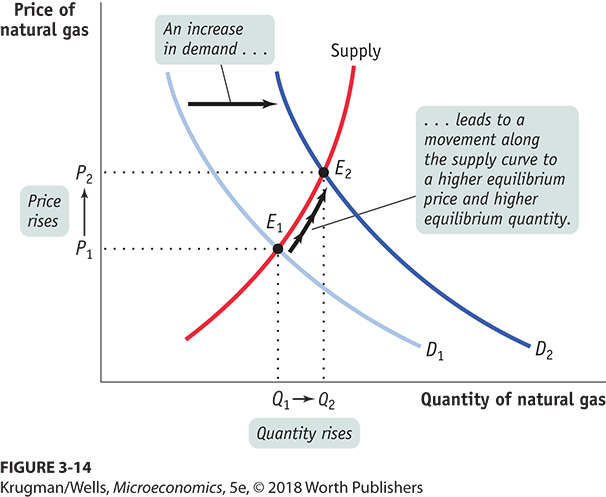 Price of
natural gas
An increase
in demand . . .
Supply
. . . leads to a
movement along
the supply curve to
a higher equilibrium
price and higher
equilibrium quantity.
P2
E2
Price
rises
E1
P1
D1
D2
Q1 → Q2
Quantity of natural gas
Quantity rises
FIGURE 3-14
Krugman/Wells, Microeconomics, 5e, © 2018 Worth Publishers